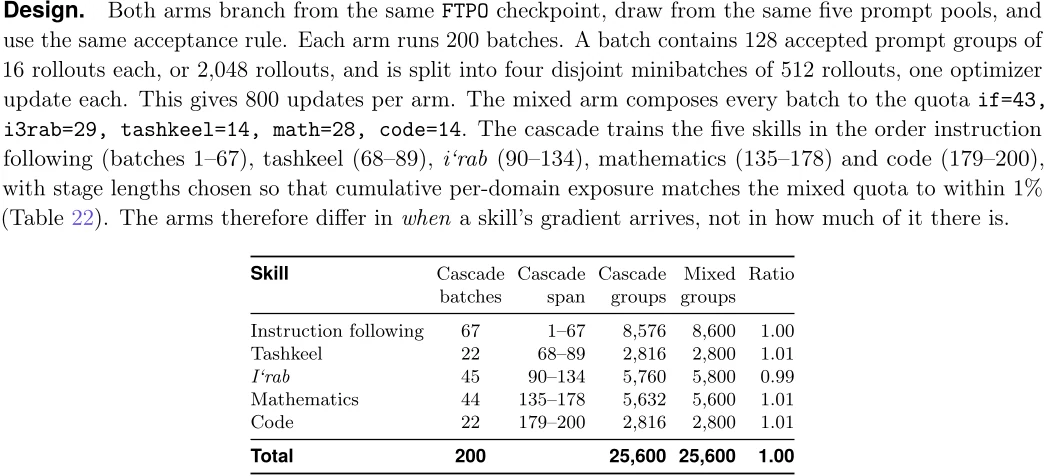 Design. Both arms branch from the same FTPO checkpoint, draw from the same five prompt pools, and
use the same acceptance rule. Each arm runs 200 batches. A batch contains 128 accepted prompt groups of
16 rollouts each, or 2,048 rollouts, and is split into four disjoint minibatches of 512 rollouts, one optimizer
update each. This gives 800 updates per arm. The mixed arm composes every batch to the quota if=43,
i3rab=29, tashkeel=14, math=28, code=14. The cascade trains the five skills in the order instruction
following (batches 1–67), tashkeel (68–89), i‘rab (90–134), mathematics (135–178) and code (179–200),
with stage lengths chosen so that cumulative per-domain exposure matches the mixed quota to within 1%
(Table 22). The arms therefore differ in when a skill’s gradient arrives, not in how much of it there is.
Skill Cascade Cascade Cascade Mixed Ratio
batches span groups groups
Instruction following 67 1–67 8,576 8,600 1.00
Tashkeel 22 68–89 2,816 2,800 1.01
I‘rab 45 90–134 5,760 5,800 0.99
Mathematics 44 135–178 5,632 5,600 1.01
Code 22 179–200 2,816 2,800 1.01
Total 200 25,600 25,600 1.00